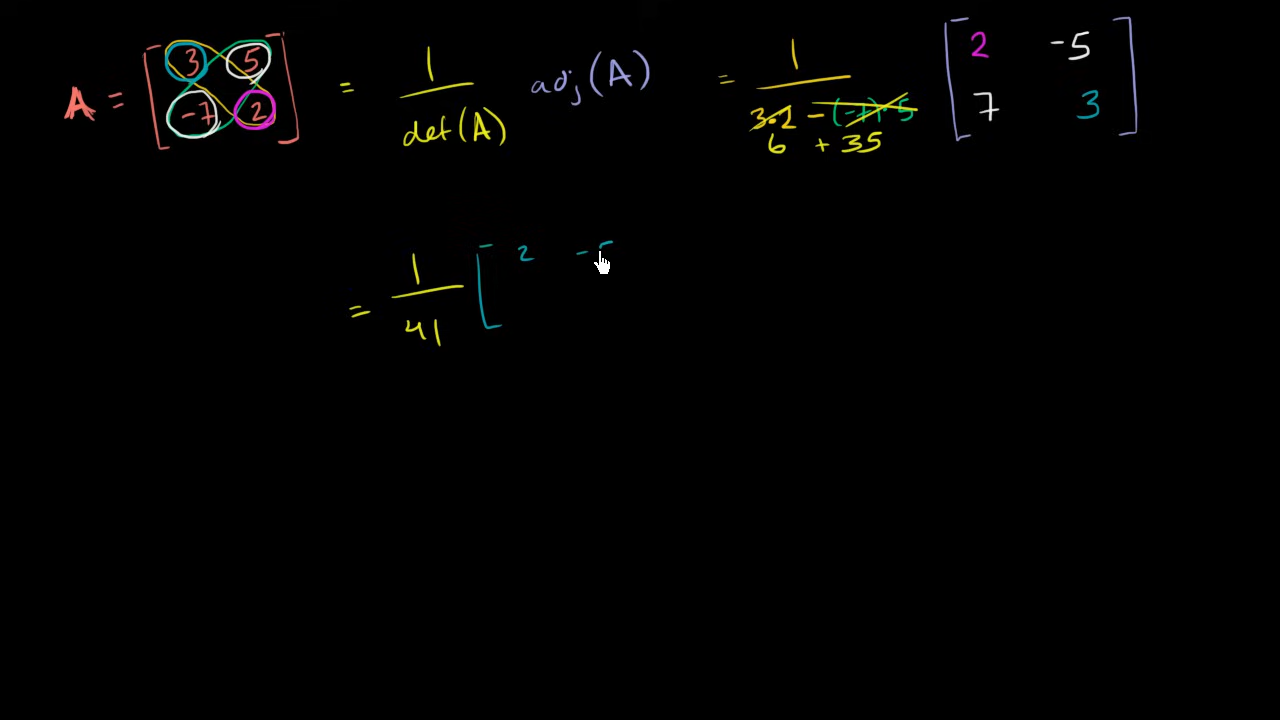 A = [ 3 5 = 1/det(A) adj(A) = 1/(3·2 - (-7)·5) [ 2 -5
-7 2 ] 6 + 35 7 3 ]
= 1/41 [ 2 -5